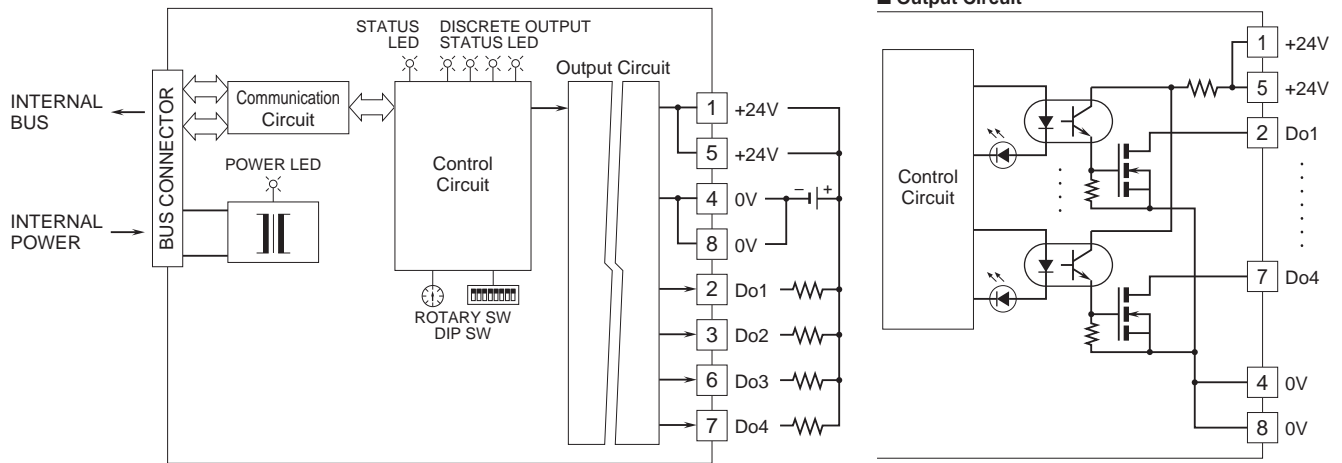 STATUS
LED
DISCRETE OUTPUT
STATUS LED
Output Circuit
INTERNAL
BUS
BUS CONNECTOR
Communication
Circuit
POWER LED
INTERNAL
POWER
Control
Circuit
ROTARY SW
DIP SW
1 +24V
5 +24V
4 0V
– +
8 0V
2 Do1
3 Do2
6 Do3
7 Do4
■ Output Circuit
Control
Circuit
1 +24V
5 +24V
2 Do1
7 Do4
4 0V
8 0V